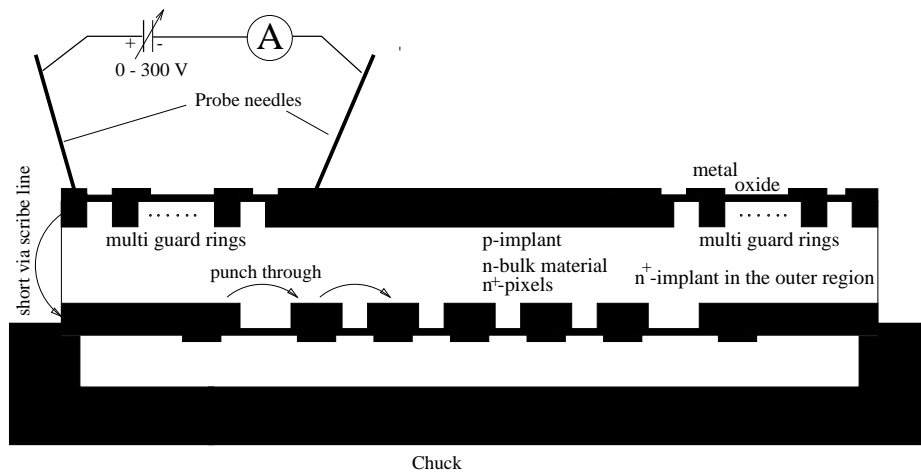 + - A
0 - 300 V
Probe needles
metal
oxide
short via scribe line
multi guard rings
p-implant
multi guard rings
punch through
n-bulk material
n+-pixels
n+-implant in the outer region
Chuck